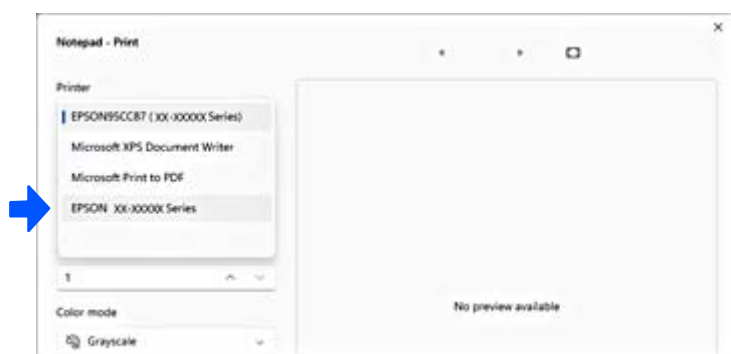 Notepad - Print
Printer
EPSON95CC87 ( XX-XXXXX Series)
Microsoft XPS Document Writer
Microsoft Print to PDF
EPSON XX-XXXXX Series
1
Color mode
Grayscale
No preview available